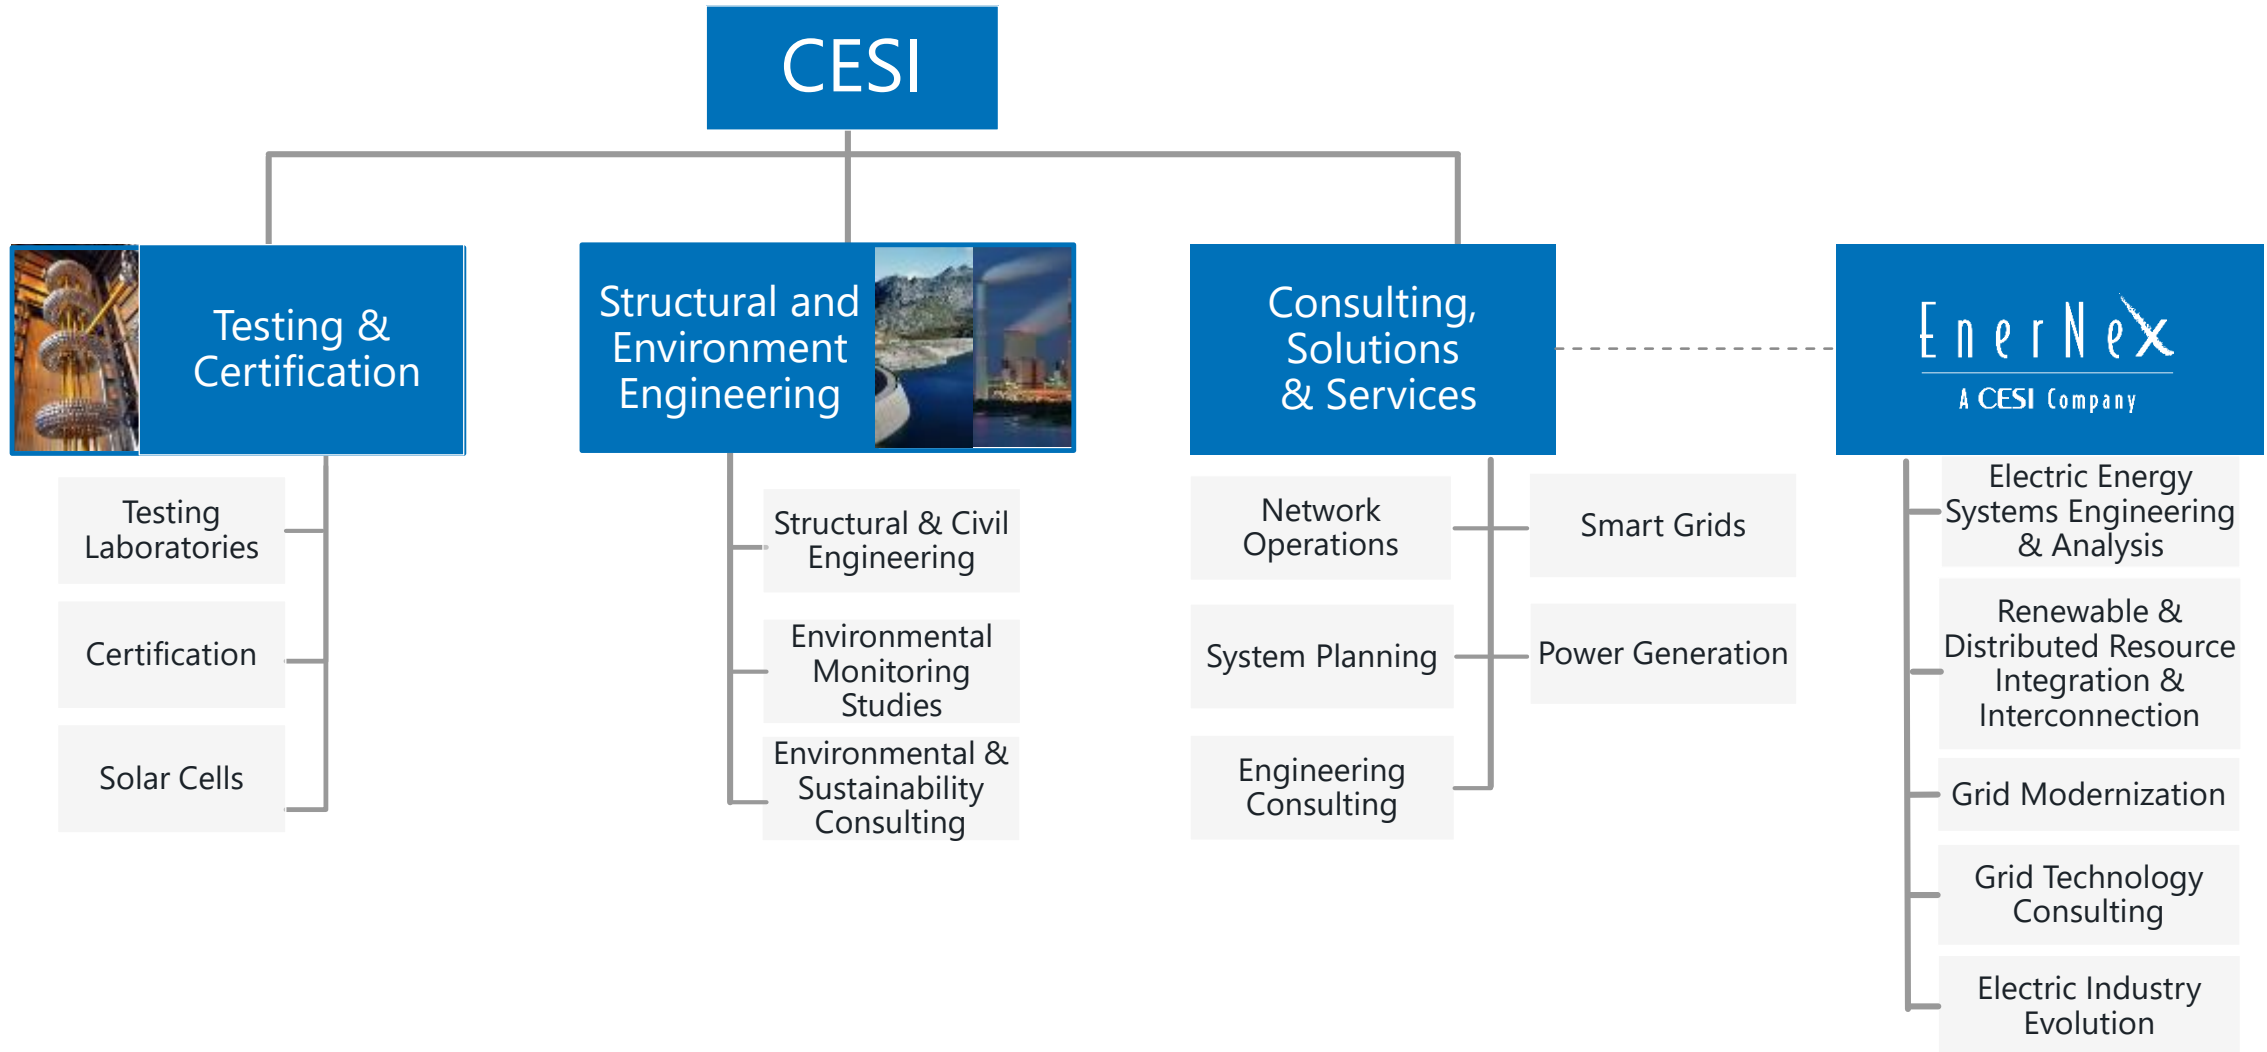 CESI
Testing &
Certification
Testing
Laboratories
Certification
Solar Cells
Structural and
Environment
Engineering
Structural & Civil
Engineering
Environmental
Monitoring
Studies
Environmental &
Sustainability
Consulting
Consulting,
Solutions
& Services
Network
Operations
Smart Grids
System Planning
Power Generation
Engineering
Consulting
EnerNex
A CESI Company
Electric Energy
Systems Engineering
& Analysis
Renewable &
Distributed Resource
Integration &
Interconnection
Grid Modernization
Grid Technology
Consulting
Electric Industry
Evolution